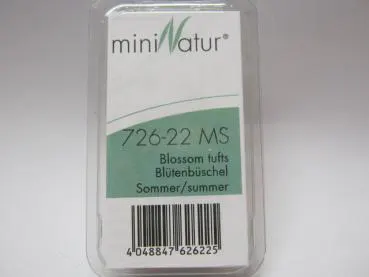 miniNatur®
726-22 MS
Blossom tufts
Blütenbüschel
Sommer/summer
4 048847 626225